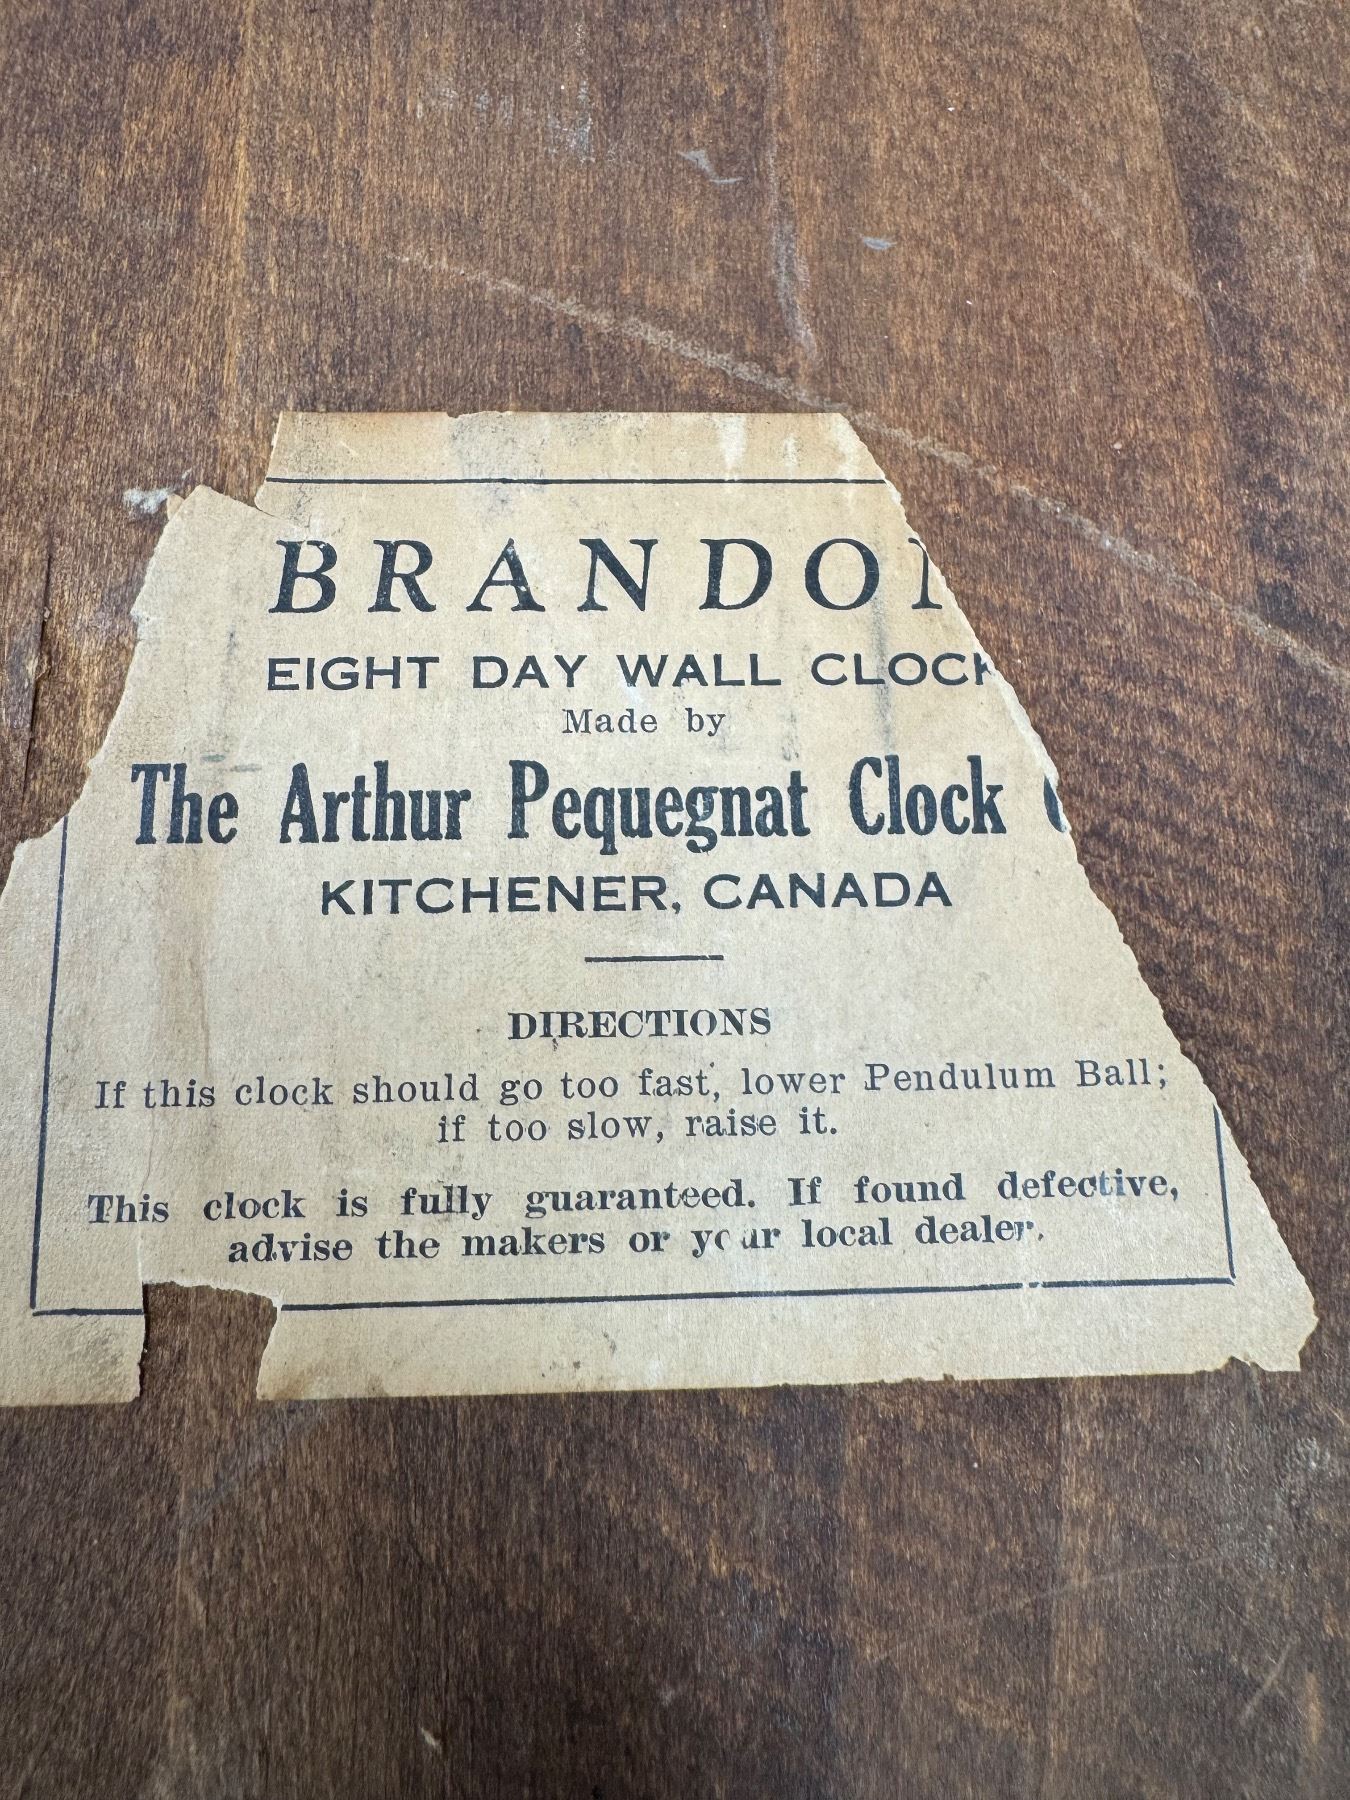 BRANDON
EIGHT DAY WALL CLOCK
Made by
The Arthur Pequegnat Clock
KITCHENER, CANADA
DIRECTIONS
If this clock should go too fast, lower Pendulum Ball;
if too slow, raise it.
This clock is fully guaranteed. If found defective,
advise the makers or your local dealer.